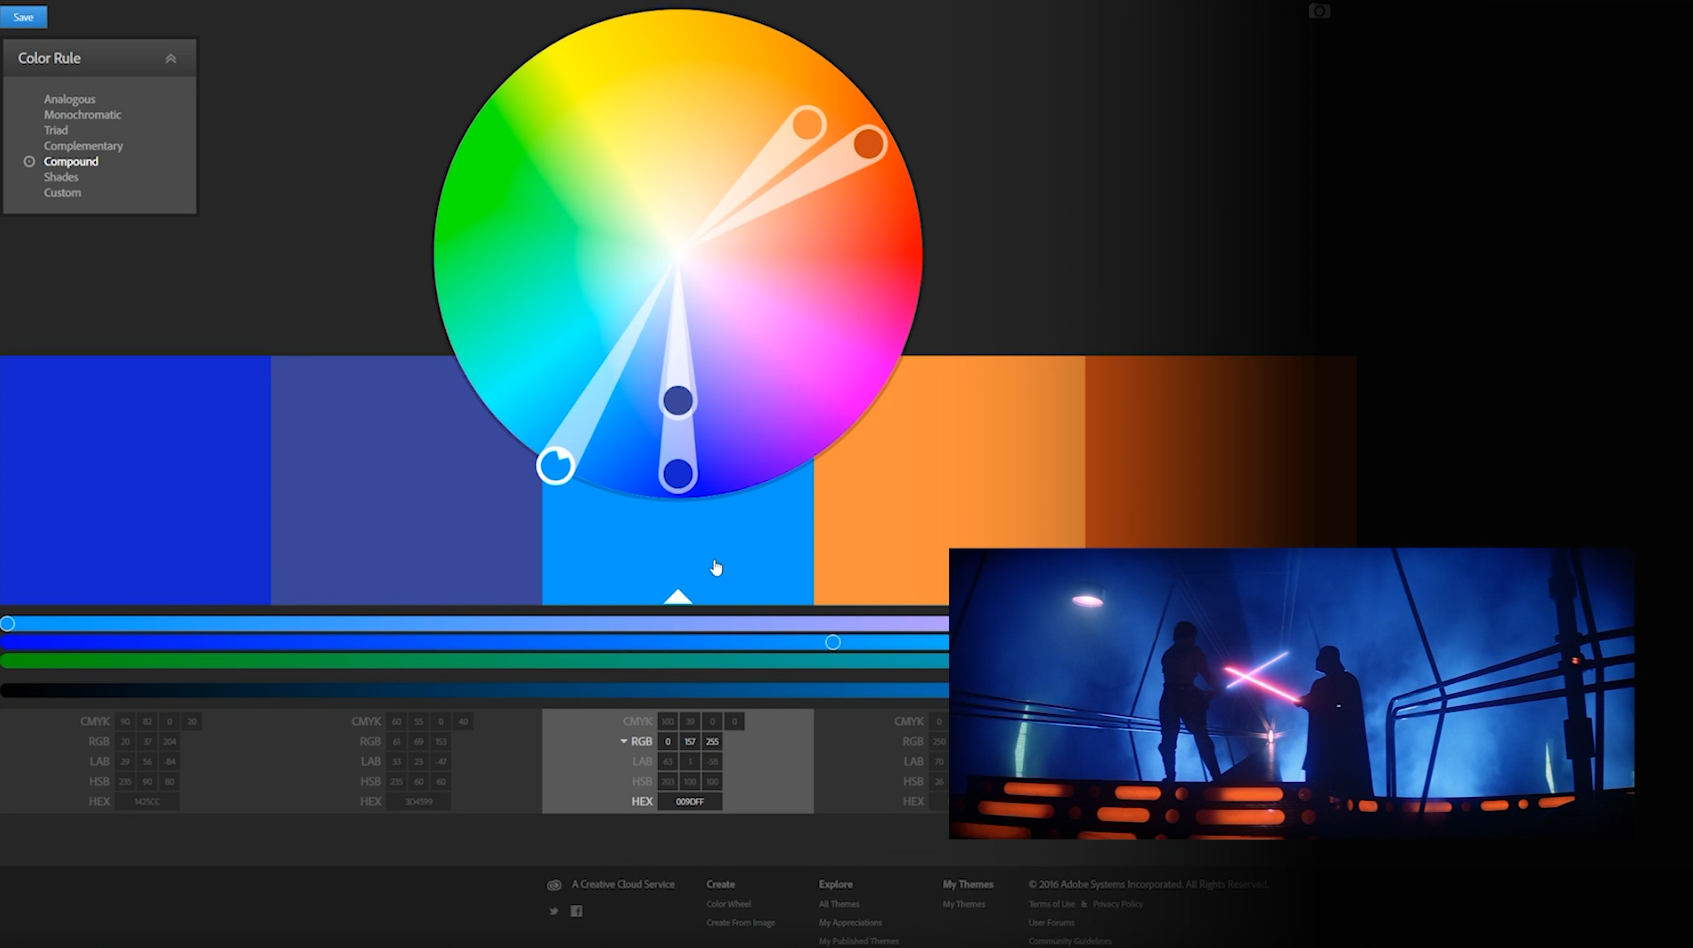 Save
Color Rule
Analogous
Monochromatic
Triad
Complementary
Compound
Shades
Custom
CMYK 90 82 0 20
RGB 20 37 204
LAB 29 56 -84
HSB 235 90 80
HEX 1425CC
CMYK 60 55 0 40
RGB 61 69 153
LAB 33 23 -47
HSB 235 60 60
HEX 3D4599
CMYK 100 39 0 0
RGB 0 157 255
LAB 63 1 -58
HSB 203 100 100
HEX 009DFF
CMYK 0
RGB 250
LAB 70
HSB 26
HEX
A Creative Cloud Service
Create
Color Wheel
Create From Image
Explore
All Themes
My Appreciations
My Published Themes
My Themes
My Themes
© 2016 Adobe Systems Incorporated. All Rights Reserved.
Terms of Use & Privacy Policy
User Forums
Community Guidelines